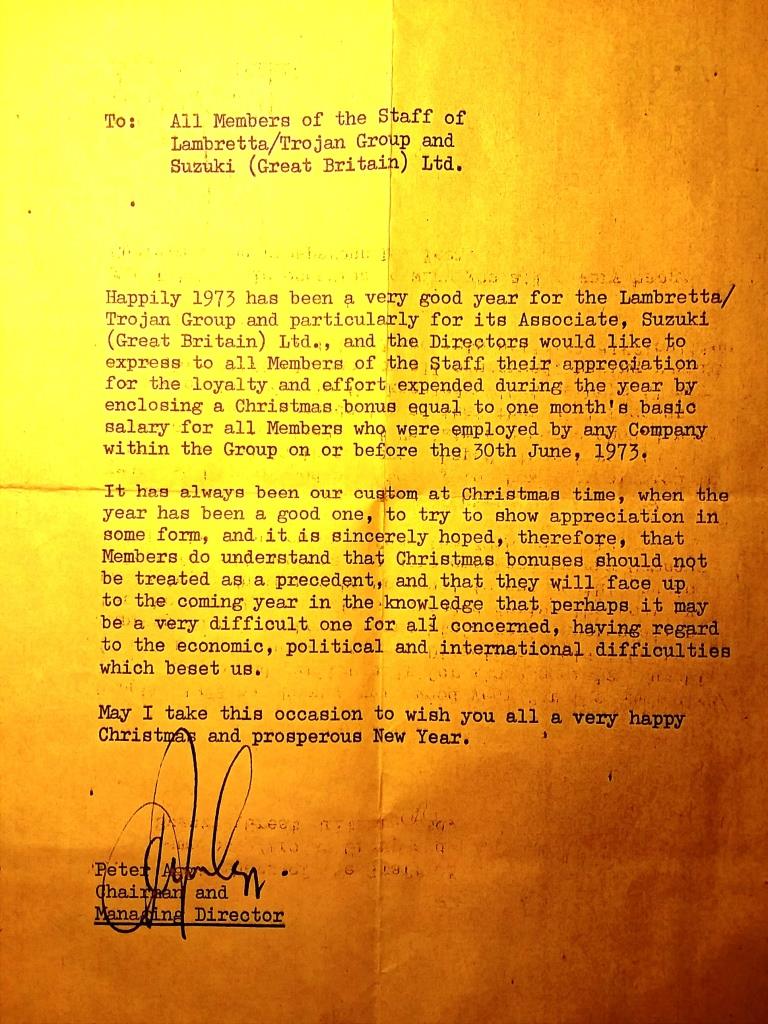 To: All Members of the Staff of
Lambretta/Trojan Group and
Suzuki (Great Britain) Ltd.
Happily 1973 has been a very good year for the Lambretta/
Trojan Group and particularly for its Associate, Suzuki
(Great Britain) Ltd., and the Directors would like to
express to all Members of the Staff their appreciation
for the loyalty and effort expended during the year by
enclosing a Christmas bonus equal to one month's basic
salary for all Members who were employed by any Company
within the Group on or before the 30th June, 1973.
It has always been our custom at Christmas time, when the
year has been a good one, to try to show appreciation in
some form, and it is sincerely hoped, therefore, that
Members do understand that Christmas bonuses should not
be treated as a precedent, and that they will face up
to the coming year in the knowledge that perhaps it may
be a very difficult one for all concerned, having regard
to the economic, political and international difficulties
which beset us.
May I take this occasion to wish you all a very happy
Christmas and prosperous New Year.
Peter
Chairman and
Managing Director